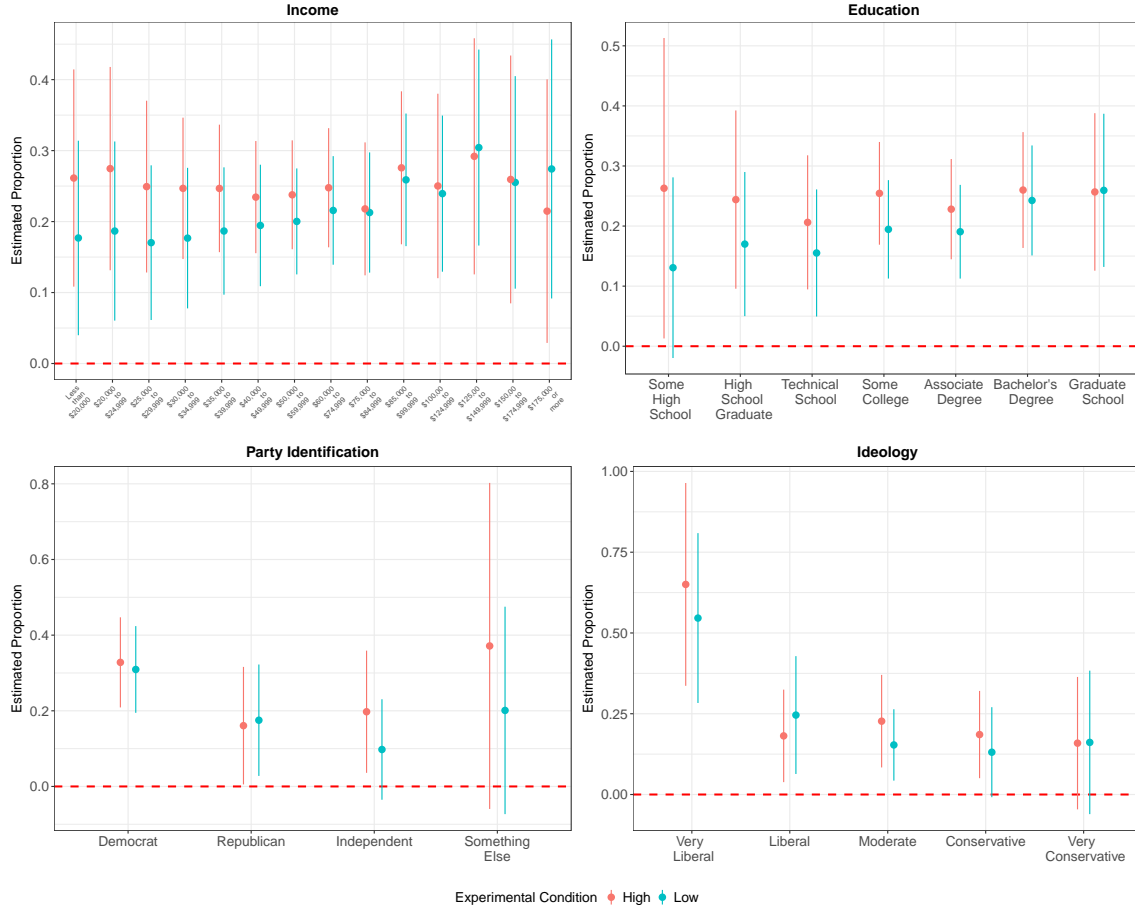 Income
Estimated Proportion
0.4
0.3
0.2
0.1
0.0
Less
than
$20,000
$20,000
to
$24,999
$25,000
to
$29,999
$30,000
to
$34,999
$35,000
to
$39,999
$40,000
to
$49,999
$50,000
to
$59,999
$60,000
to
$74,999
$75,000
to
$84,999
$85,000
to
$99,999
$100,00
to
$124,999
$125,00
to
$149,999
$150,00
to
$174,999
$175,000
or
more
Education
Estimated Proportion
0.5
0.4
0.3
0.2
0.1
0.0
Some
High
School
High
School
Graduate
Technical
School
Some
College
Associate
Degree
Bachelor's
Degree
Graduate
School
Party Identification
Estimated Proportion
0.8
0.6
0.4
0.2
0.0
Democrat
Republican
Independent
Something
Else
Ideology
Estimated Proportion
1.00
0.75
0.50
0.25
0.00
Very
Liberal
Liberal
Moderate
Conservative
Very
Conservative
Experimental Condition High Low